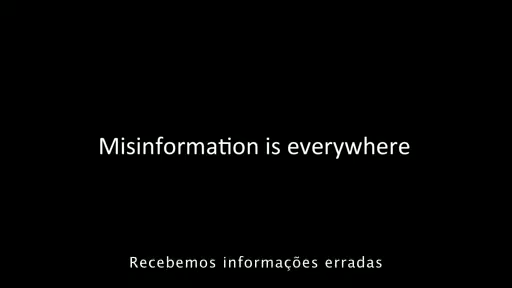 Misinformation is everywhere
Recebemos informações erradas